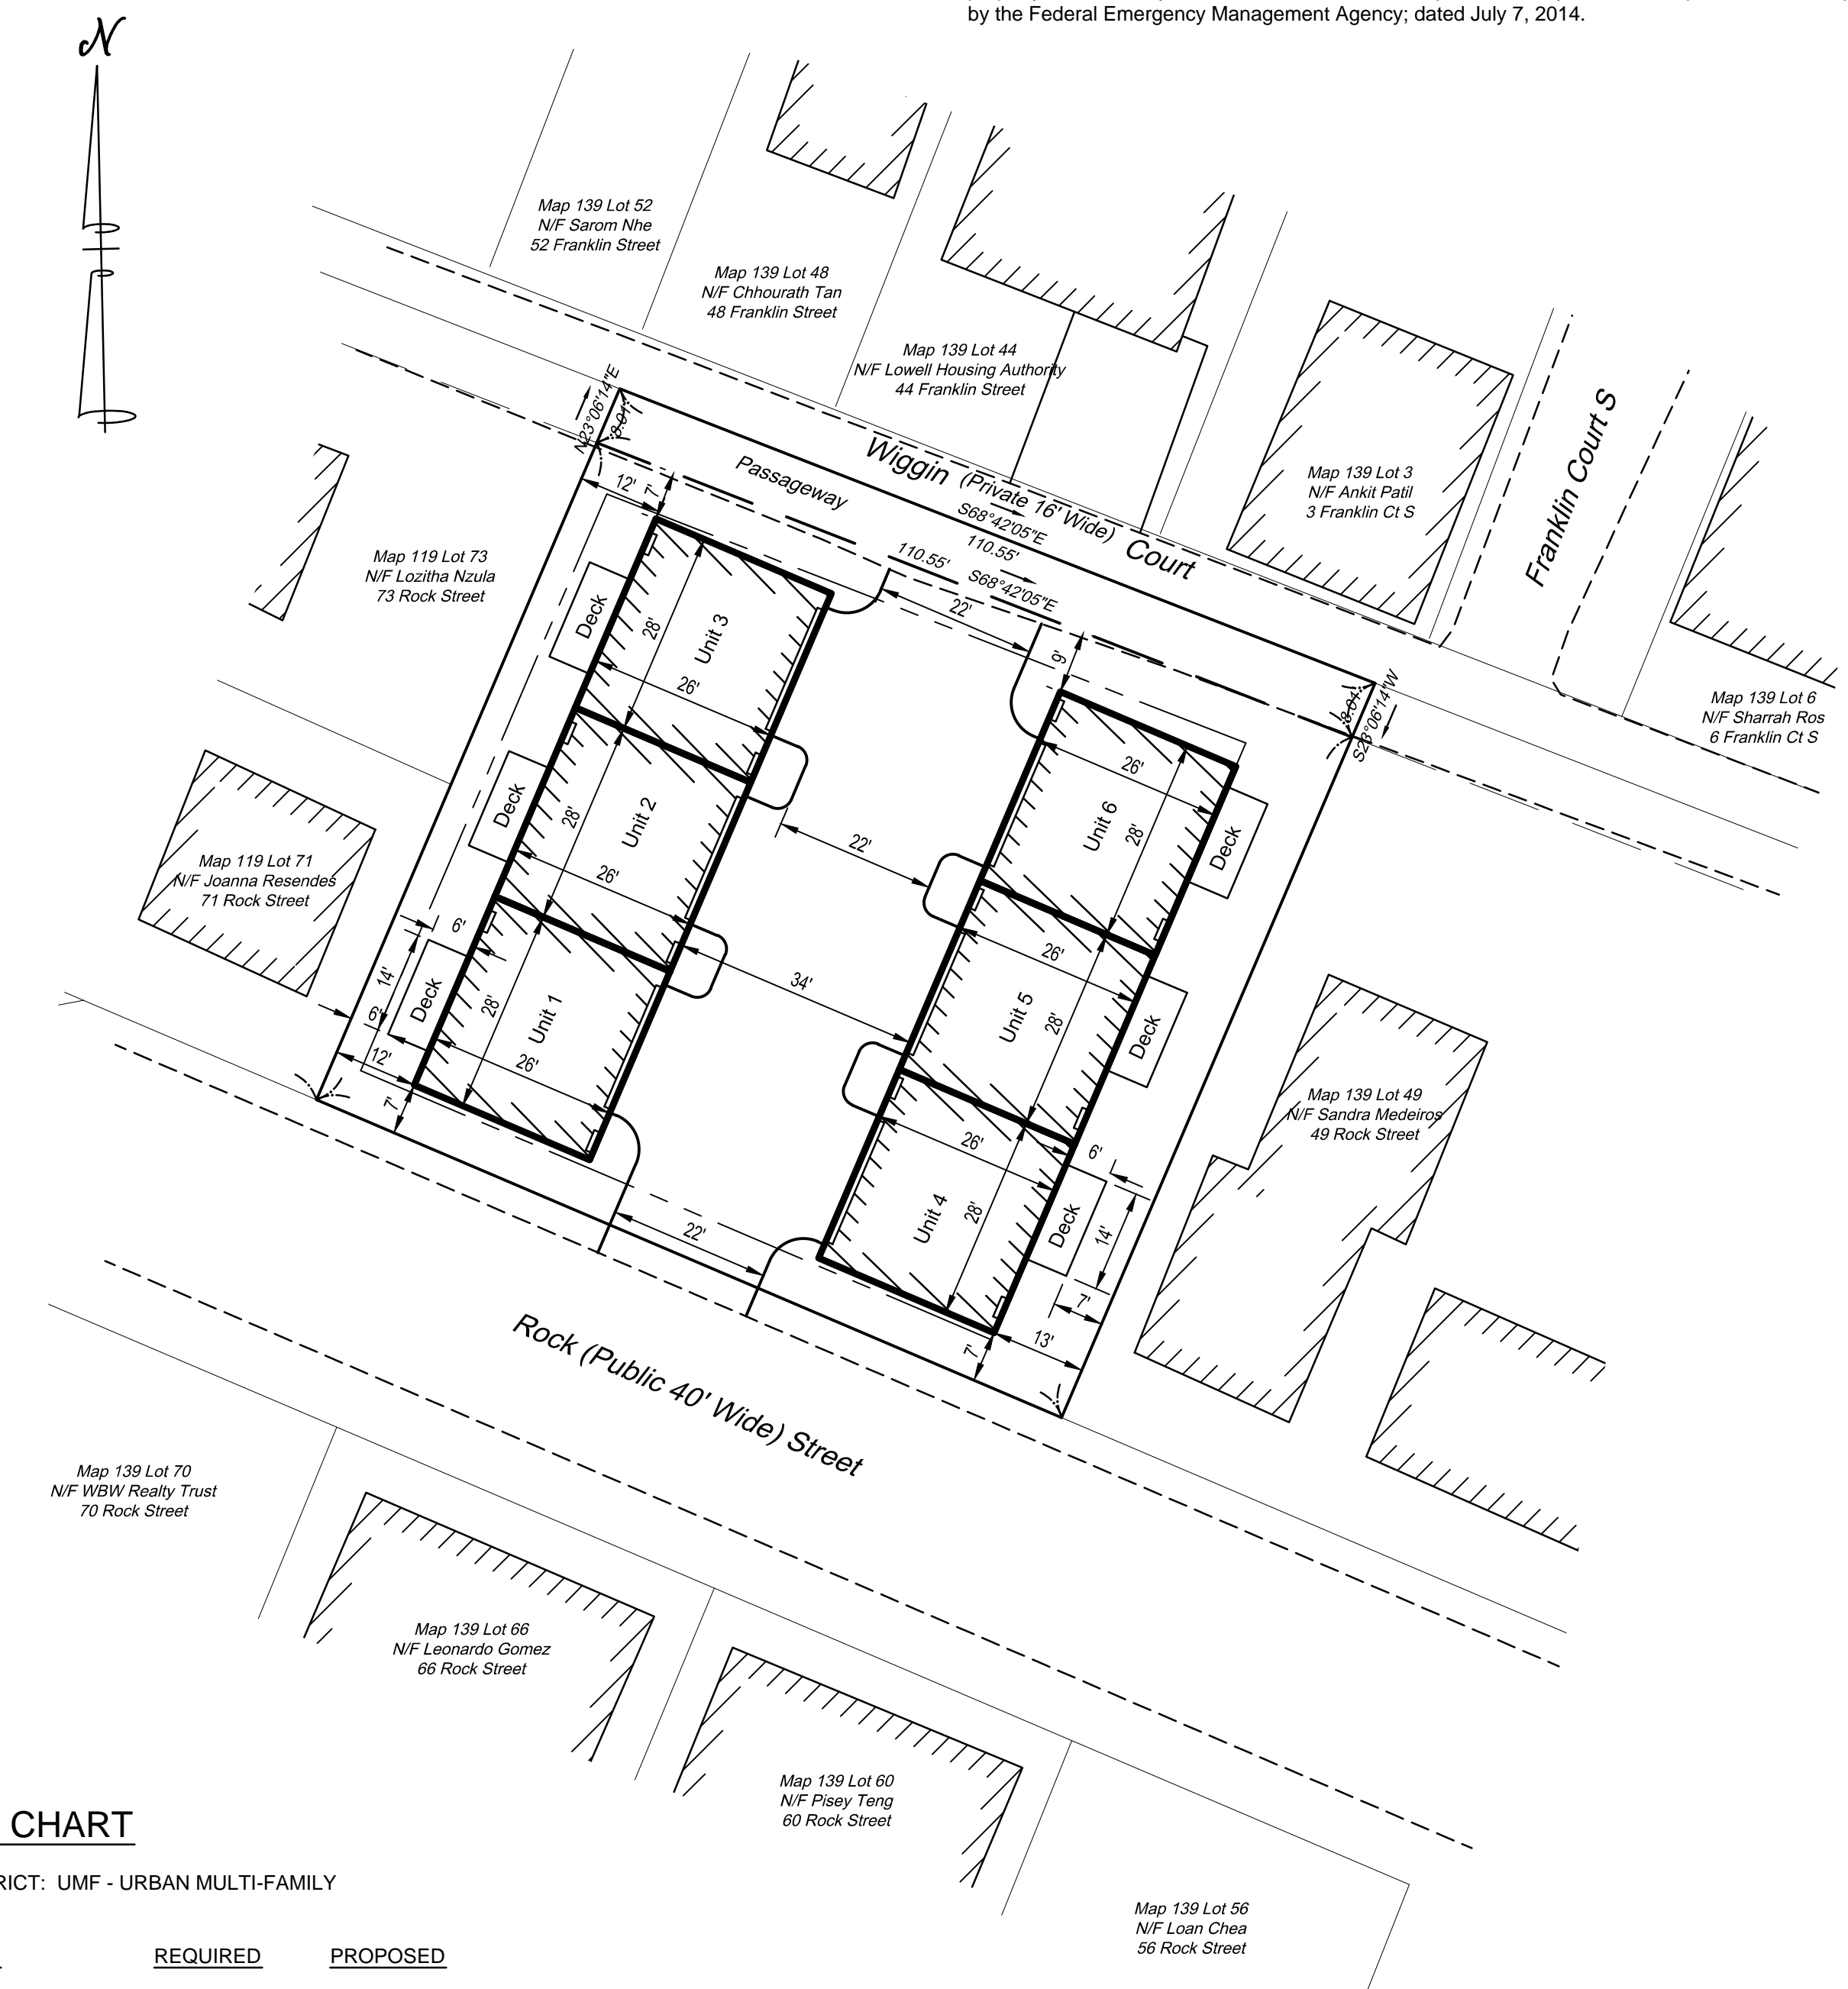 by the Federal Emergency Management Agency; dated July 7, 2014.
N
Map 139 Lot 52
N/F Sarom Nhe
52 Franklin Street
Map 139 Lot 48
N/F Chhourath Tan
48 Franklin Street
Map 139 Lot 44
N/F Lowell Housing Authority
44 Franklin Street
Map 139 Lot 3
N/F Ankit Patil
3 Franklin Ct S
Franklin Court S
Map 139 Lot 6
N/F Sharrah Ros
6 Franklin Ct S
N23°06'14"E
8.01'
Wiggin (Private 16' Wide) Court
Passageway
S68°42'05"E
110.55'
110.55'
S68°42'05"E
8.01'
S23°06'14"W
12'
7'
22'
9'
Map 119 Lot 73
N/F Lozitha Nzula
73 Rock Street
Deck
28'
Unit 3
26'
Deck
28'
Unit 2
26'
22'
26'
Unit 6
28'
Deck
Map 119 Lot 71
N/F Joanna Resendes
71 Rock Street
6'
14'
Deck
6'
28'
Unit 1
26'
12'
7'
34'
26'
Unit 5
28'
Deck
Map 139 Lot 49
N/F Sandra Medeiros
49 Rock Street
26'
6'
Unit 4
28'
Deck
14'
7'
13'
7'
22'
Rock (Public 40' Wide) Street
Map 139 Lot 70
N/F WBW Realty Trust
70 Rock Street
Map 139 Lot 66
N/F Leonardo Gomez
66 Rock Street
Map 139 Lot 60
N/F Pisey Teng
60 Rock Street
Map 139 Lot 56
N/F Loan Chea
56 Rock Street
CHART
RICT: UMF - URBAN MULTI-FAMILY
REQUIRED PROPOSED